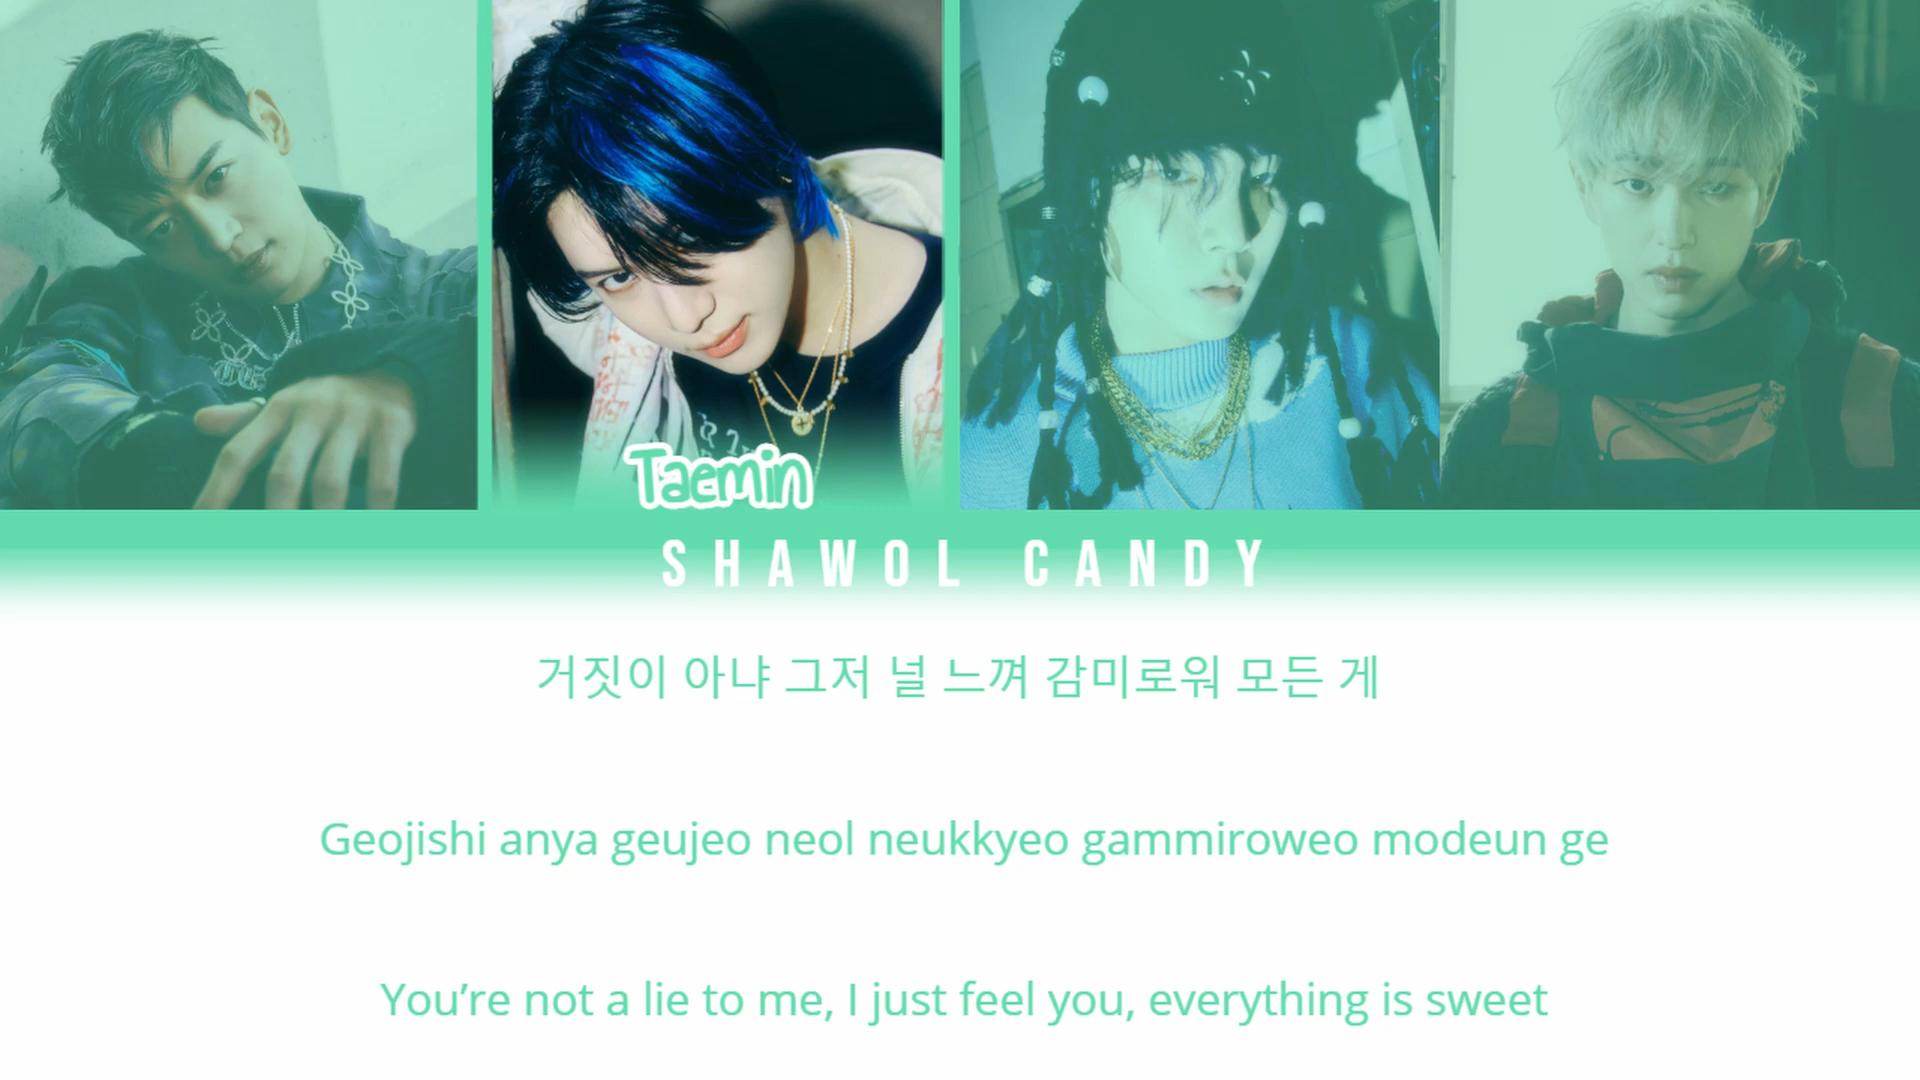 Taemin
SHAWOL CANDY
거짓이 아냐 그저 널 느껴 감미로워 모든 게
Geojishi anya geujeo neol neukkyeo gammiroweo modeun ge
You’re not a lie to me, I just feel you, everything is sweet